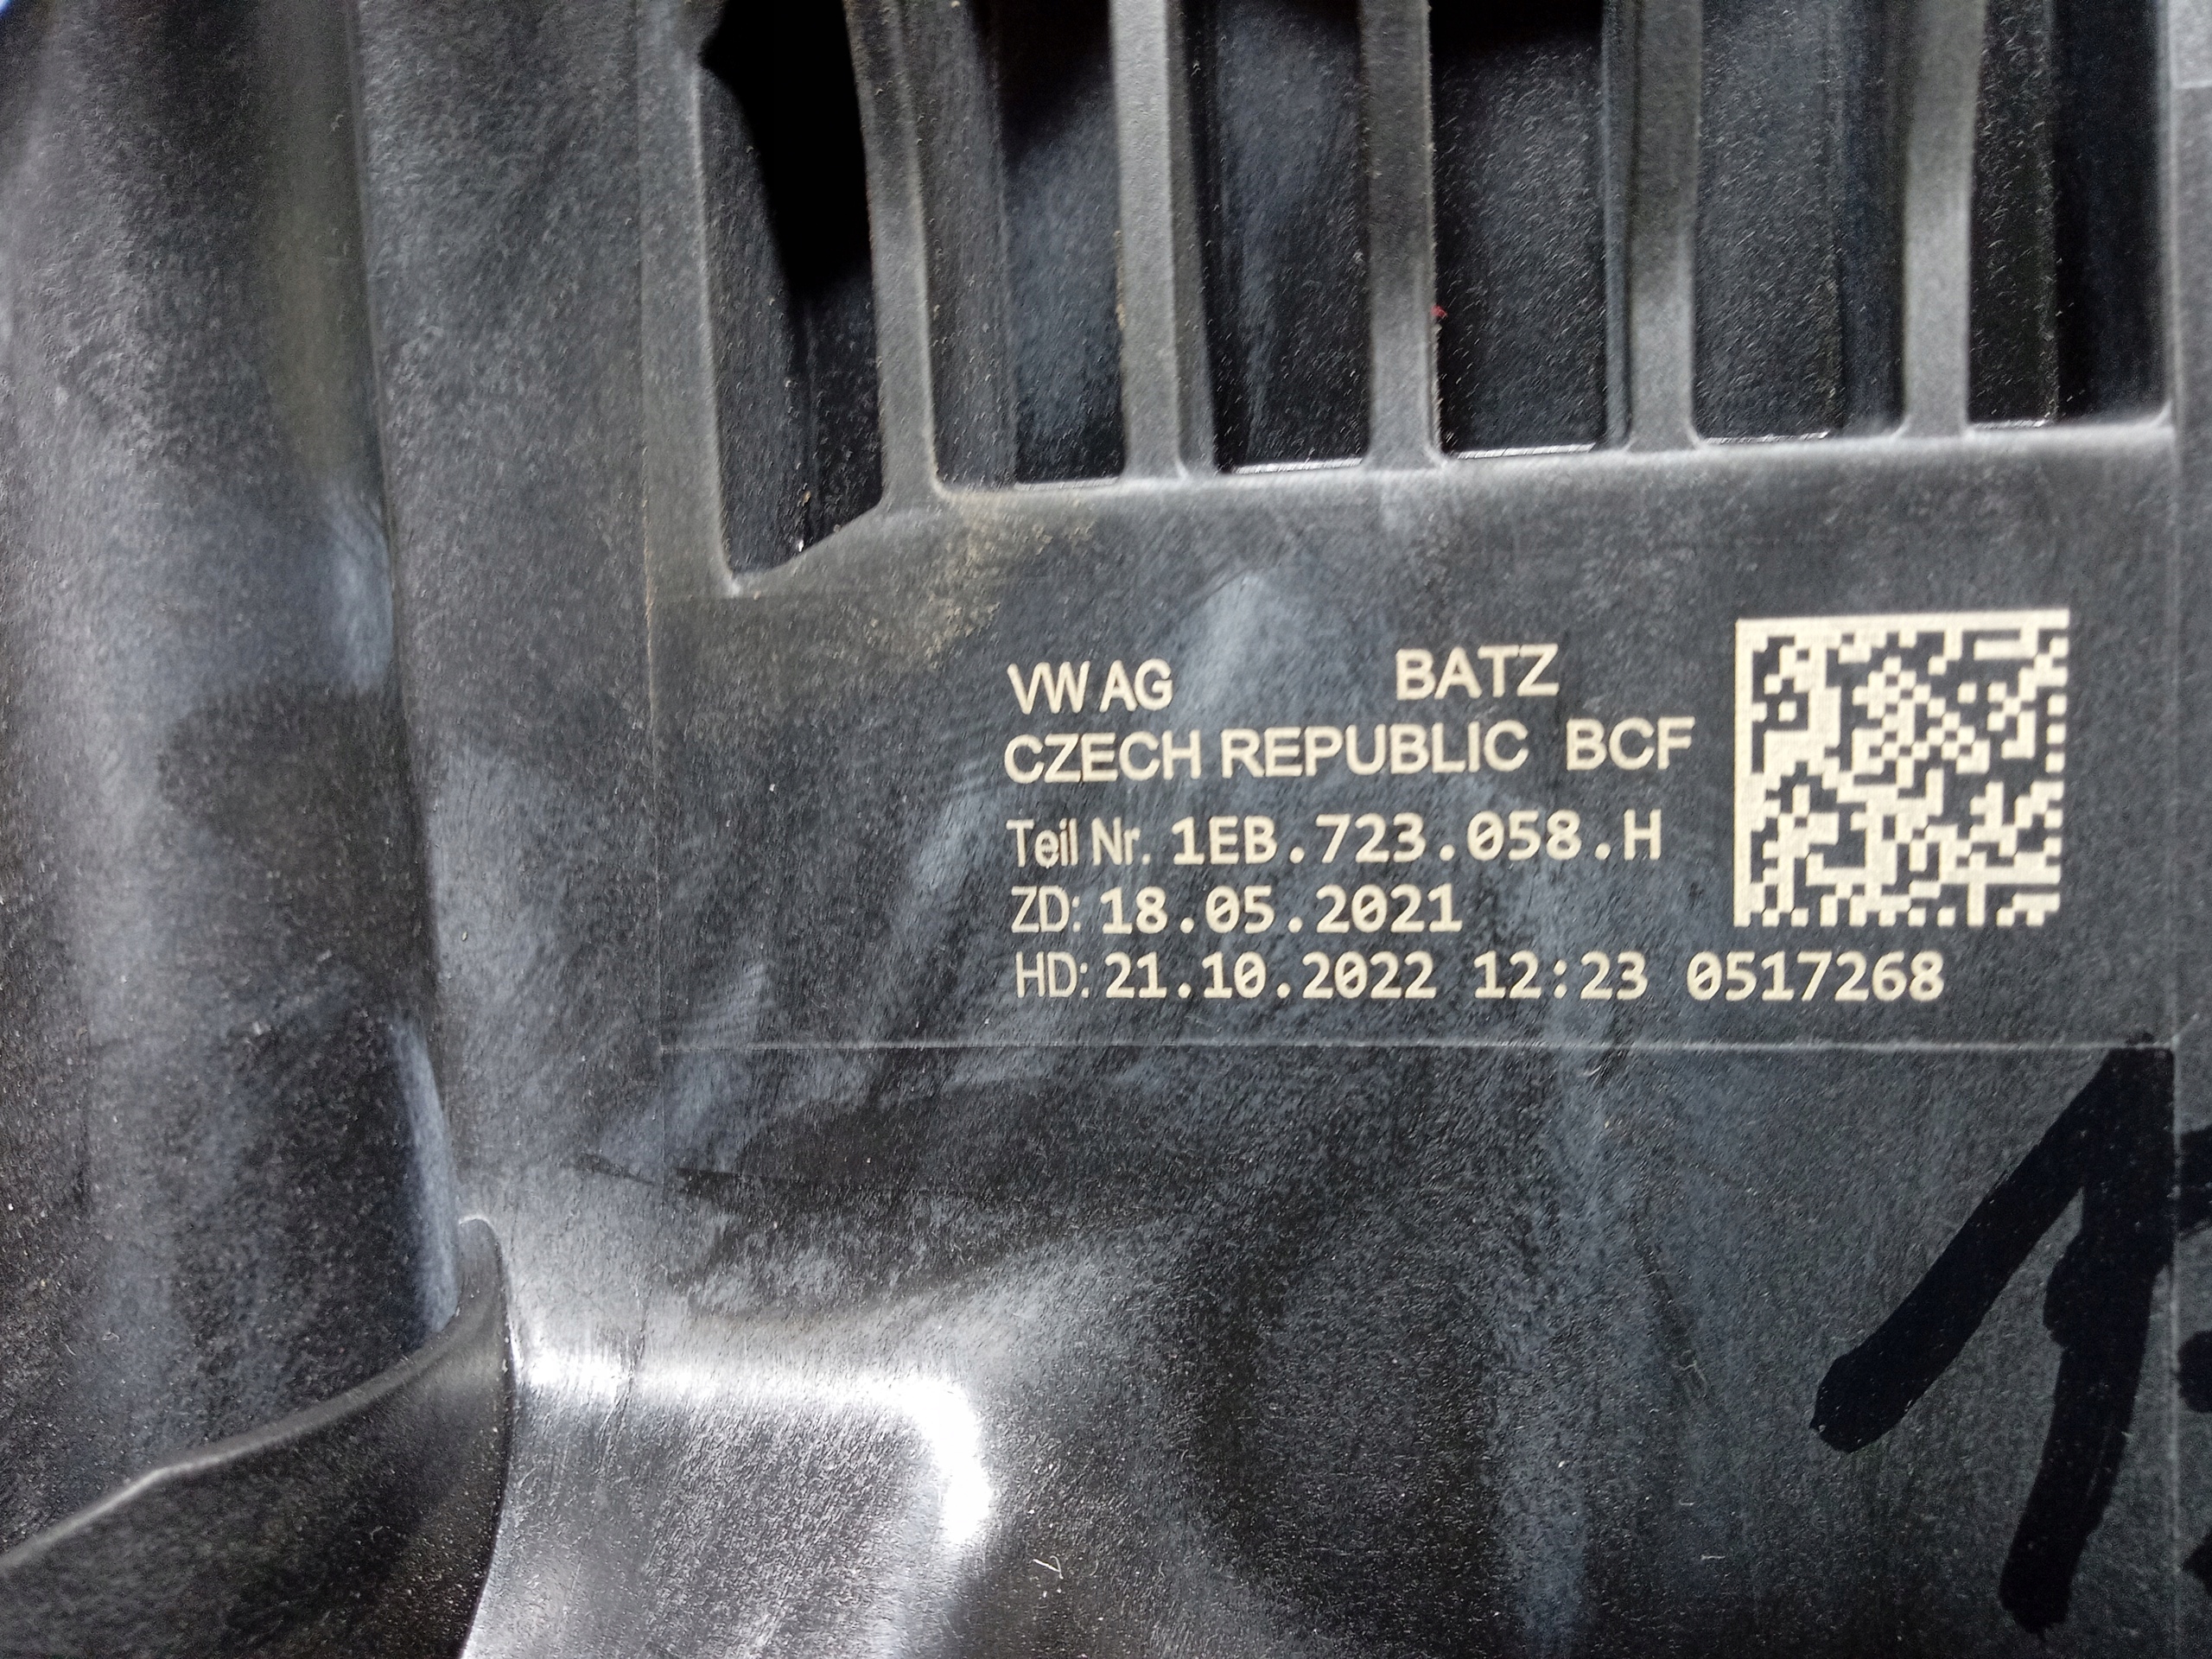 VW AG BATZ
CZECH REPUBLIC BCF
Teil Nr. 1EB.723.058.H
ZD: 18.05.2021
HD: 21.10.2022 12:23 0517268
1